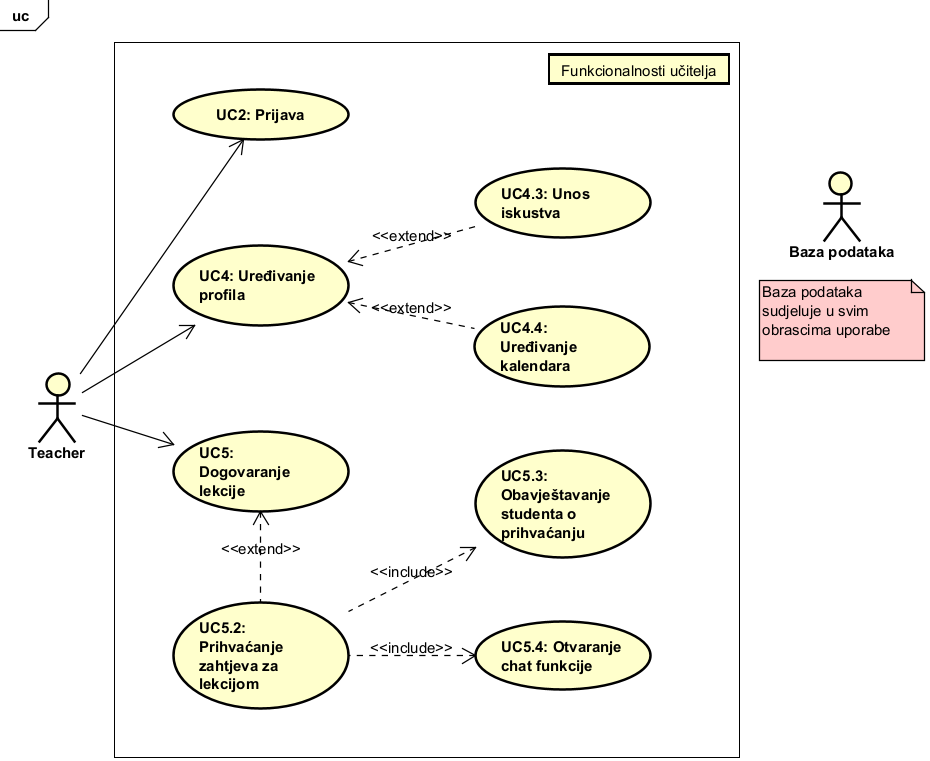 uc
Funkcionalnosti učitelja
UC2: Prijava
UC4.3: Unos
iskustva
<<extend>>
UC4: Uređivanje
profila
<<extend>>
UC4.4:
Uređivanje
kalendara
Baza podataka
Baza podataka
sudjeluje u svim
obrascima uporabe
Teacher
UC5:
Dogovaranje
lekcije
UC5.3:
Obavještavanje
studenta o
prihvaćanju
<<extend>>
<<include>>
UC5.2:
Prihvaćanje
zahtjeva za
lekcijom
<<include>>
UC5.4: Otvaranje
chat funkcije